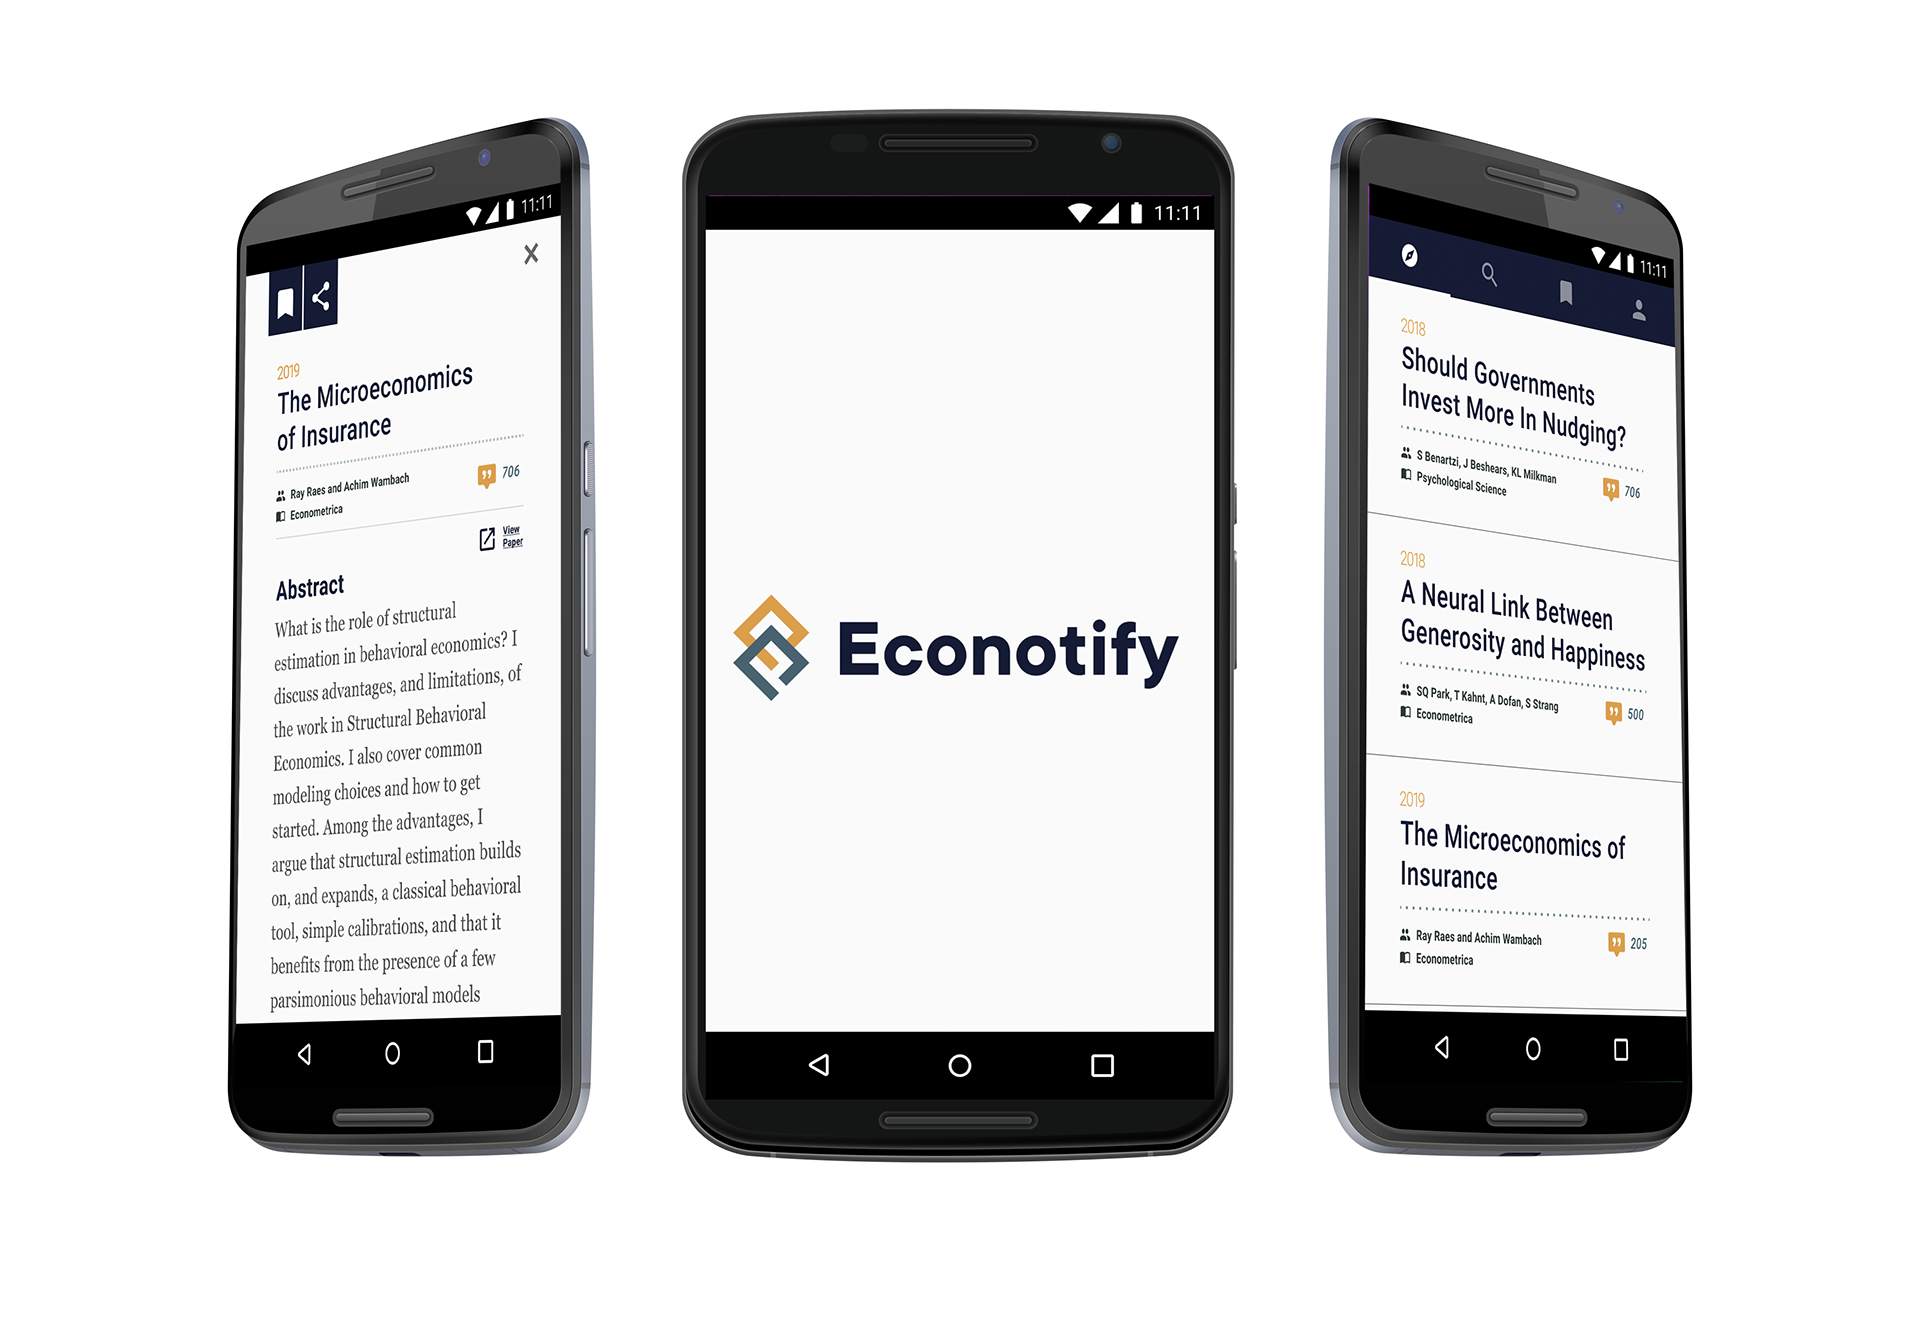 11:11
2019
The Microeconomics
of Insurance
Ray Raes and Achim Wambach
706
Econometrica
View
Paper
Abstract
What is the role of structural
estimation in behavioral economics? I
discuss advantages, and limitations, of
the work in Structural Behavioral
Economics. I also cover common
modeling choices and how to get
started. Among the advantages, I
argue that structural estimation builds
on, and expands, a classical behavioral
tool, simple calibrations, and that it
benefits from the presence of a few
parsimonious behavioral models
11:11
Econotify
11:11
2018
Should Governments
Invest More In Nudging?
S Benartzi, J Beshears, KL Milkman
706
Psychological Science
2018
A Neural Link Between
Generosity and Happiness
SQ Park, T Kahnt, A Dofan, S Strang
500
Econometrica
2019
The Microeconomics of
Insurance
Ray Raes and Achim Wambach
205
Econometrica